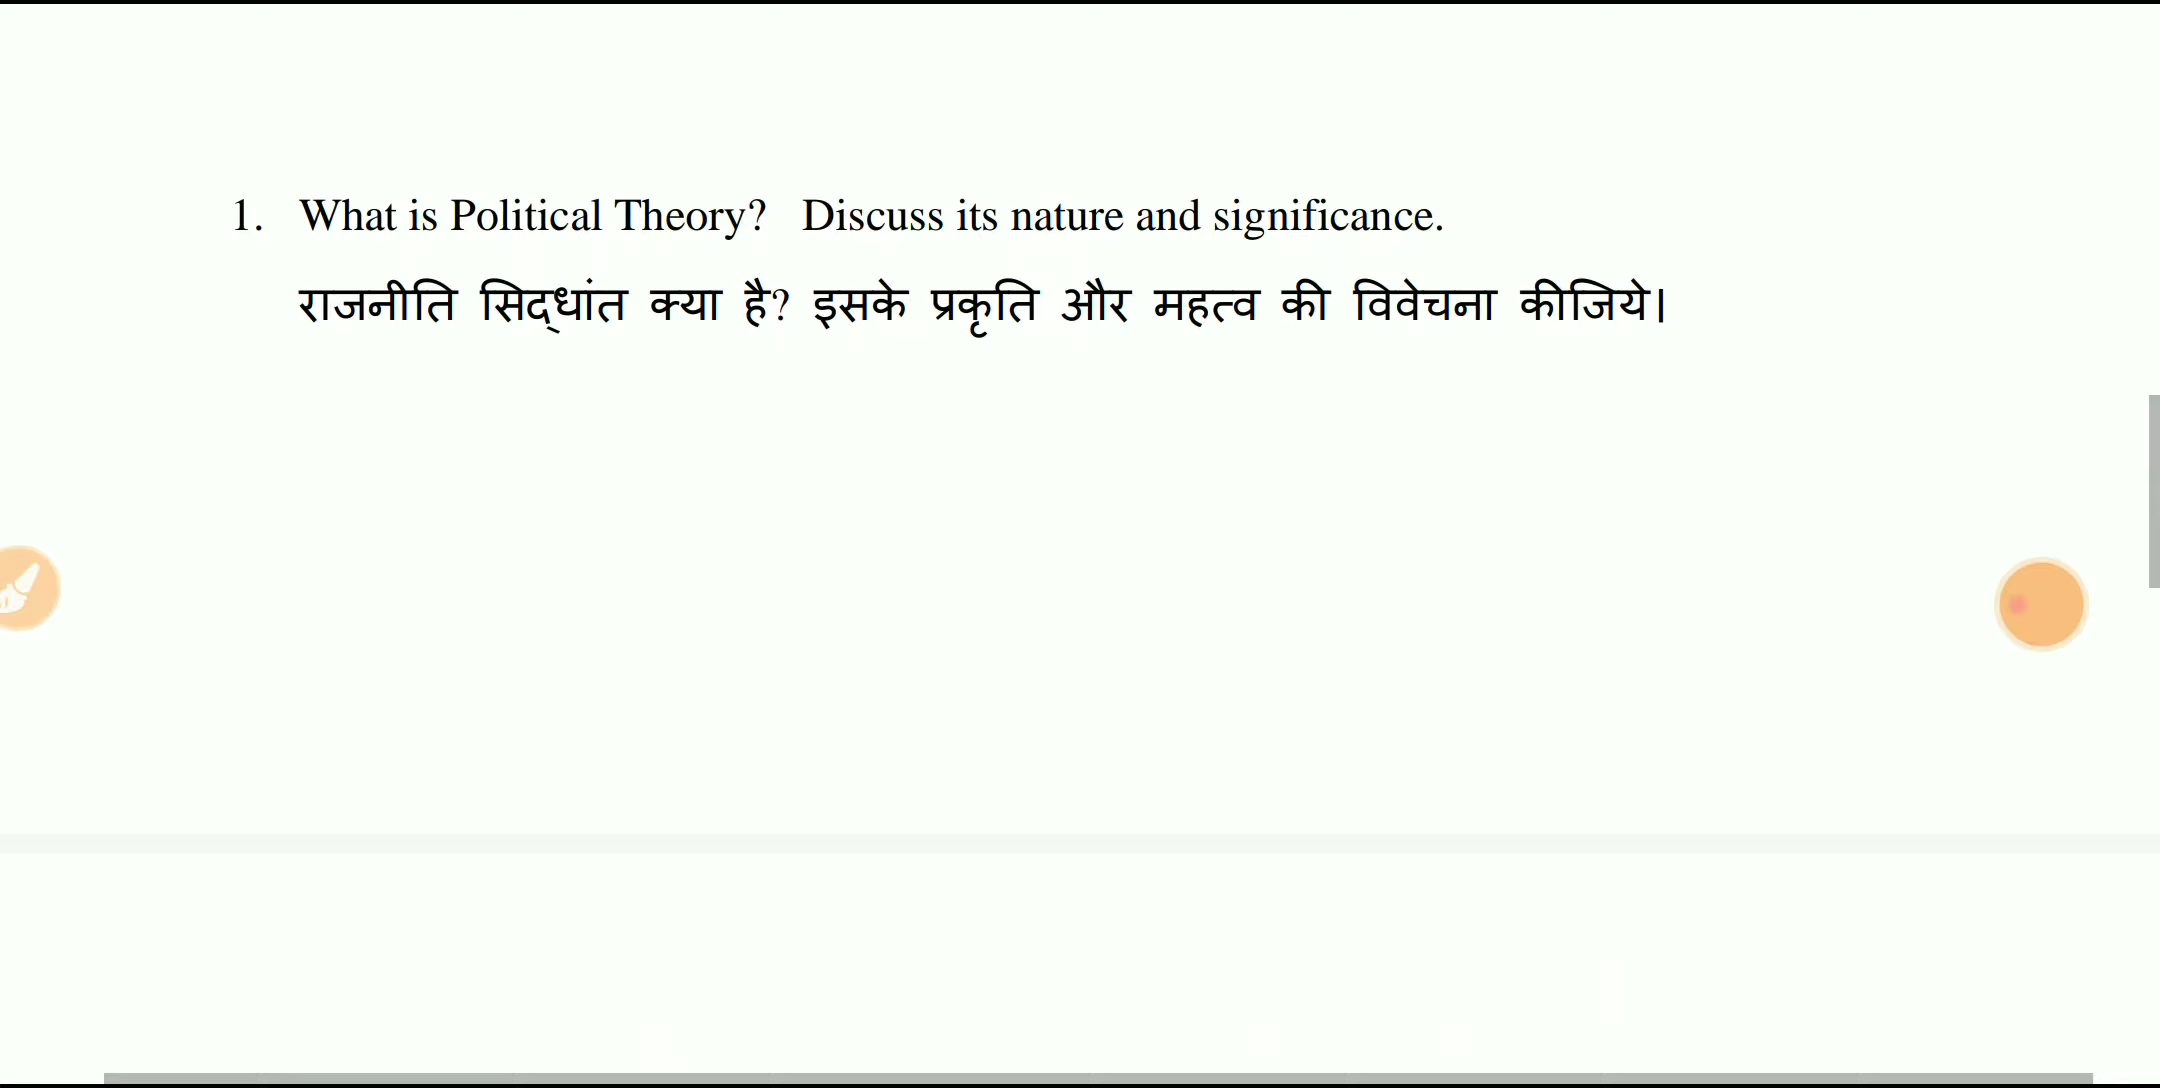 1. What is Political Theory? Discuss its nature and significance.
राजनीति सिद्धांत क्या है? इसके प्रकृति और महत्व की विवेचना कीजिये।